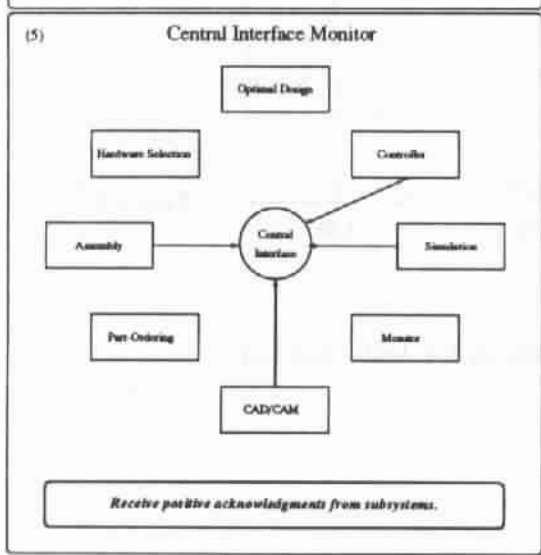 (5)
Central Interface Monitor
Optimal Design
Hardware Selection
Controller
Assembly
Central
Interface
Simulation
Part-Ordering
Monitor
CAD/CAM
Receive positive acknowledgments from subsystems.